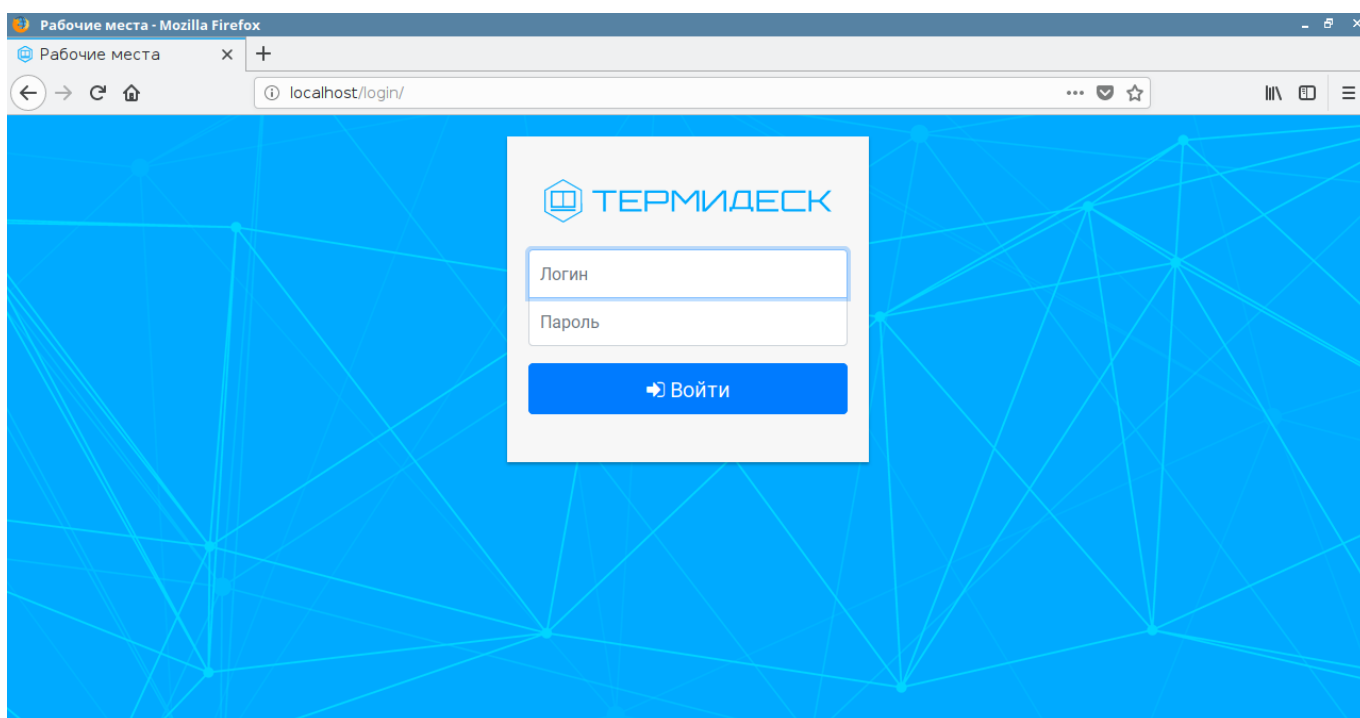 Рабочие места - Mozilla Firefox
Рабочие места
localhost/login/
ТЕРМИДЕСК
Логин
Пароль
Войти